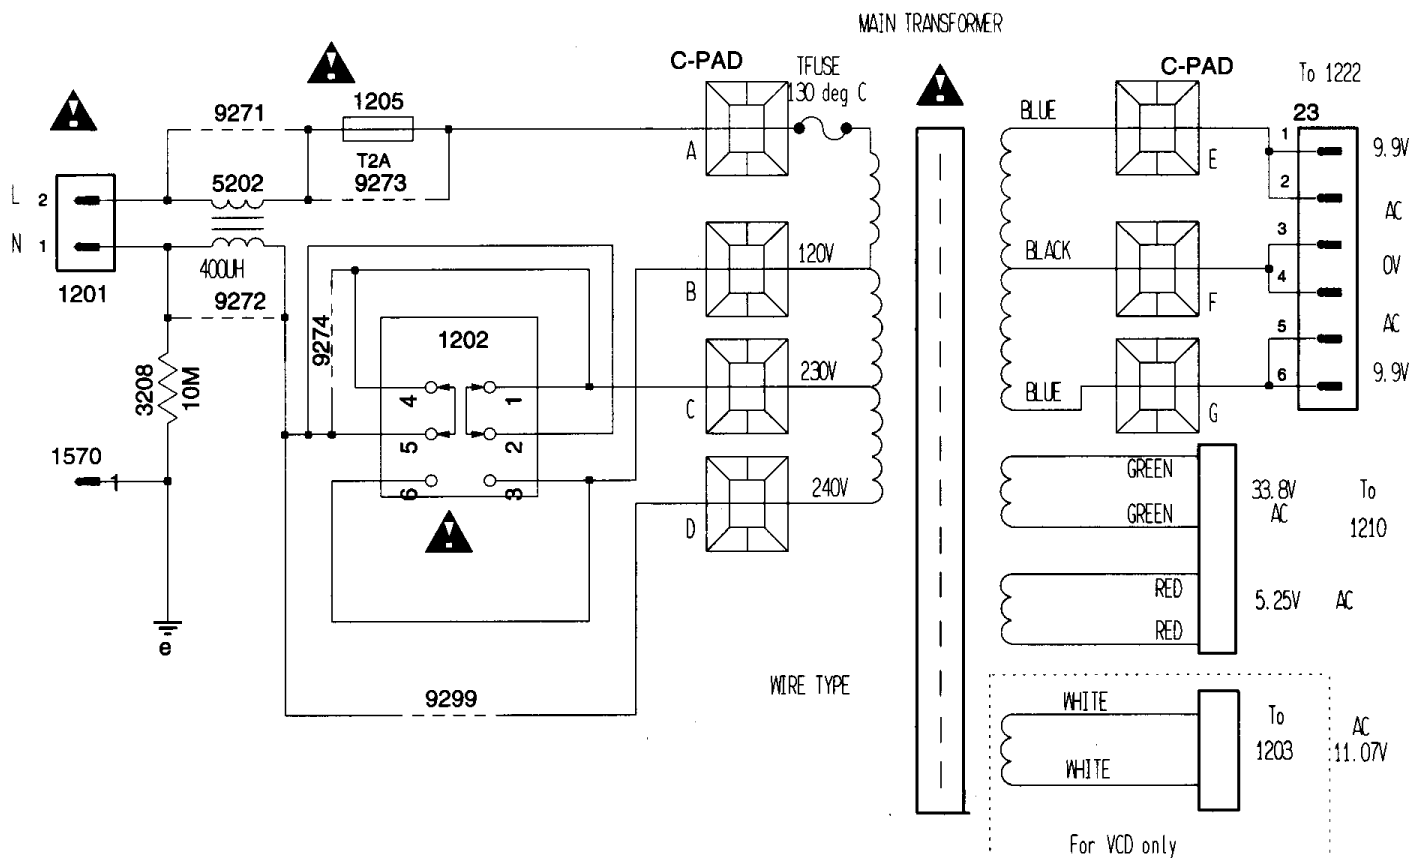 MAIN TRANSFORMER
C-PAD
TFUSE
130 deg C
C-PAD
To 1222
9271
1205
T2A
9273
5202
400UH
9272
L 2
N 1
1201
A
BLUE
E
23
1
2
3
4
5
6
9.9V
AC
0V
AC
9.9V
120V
B
BLACK
F
9274
1202
4
1
5
2
6
3
230V
C
BLUE
G
3208
10M
1570
1
e
240V
D
GREEN
GREEN
33.8V
AC
To
1210
RED
RED
5.25V AC
9299
WIRE TYPE
WHITE
WHITE
To
1203
AC
11.07V
For VCD only